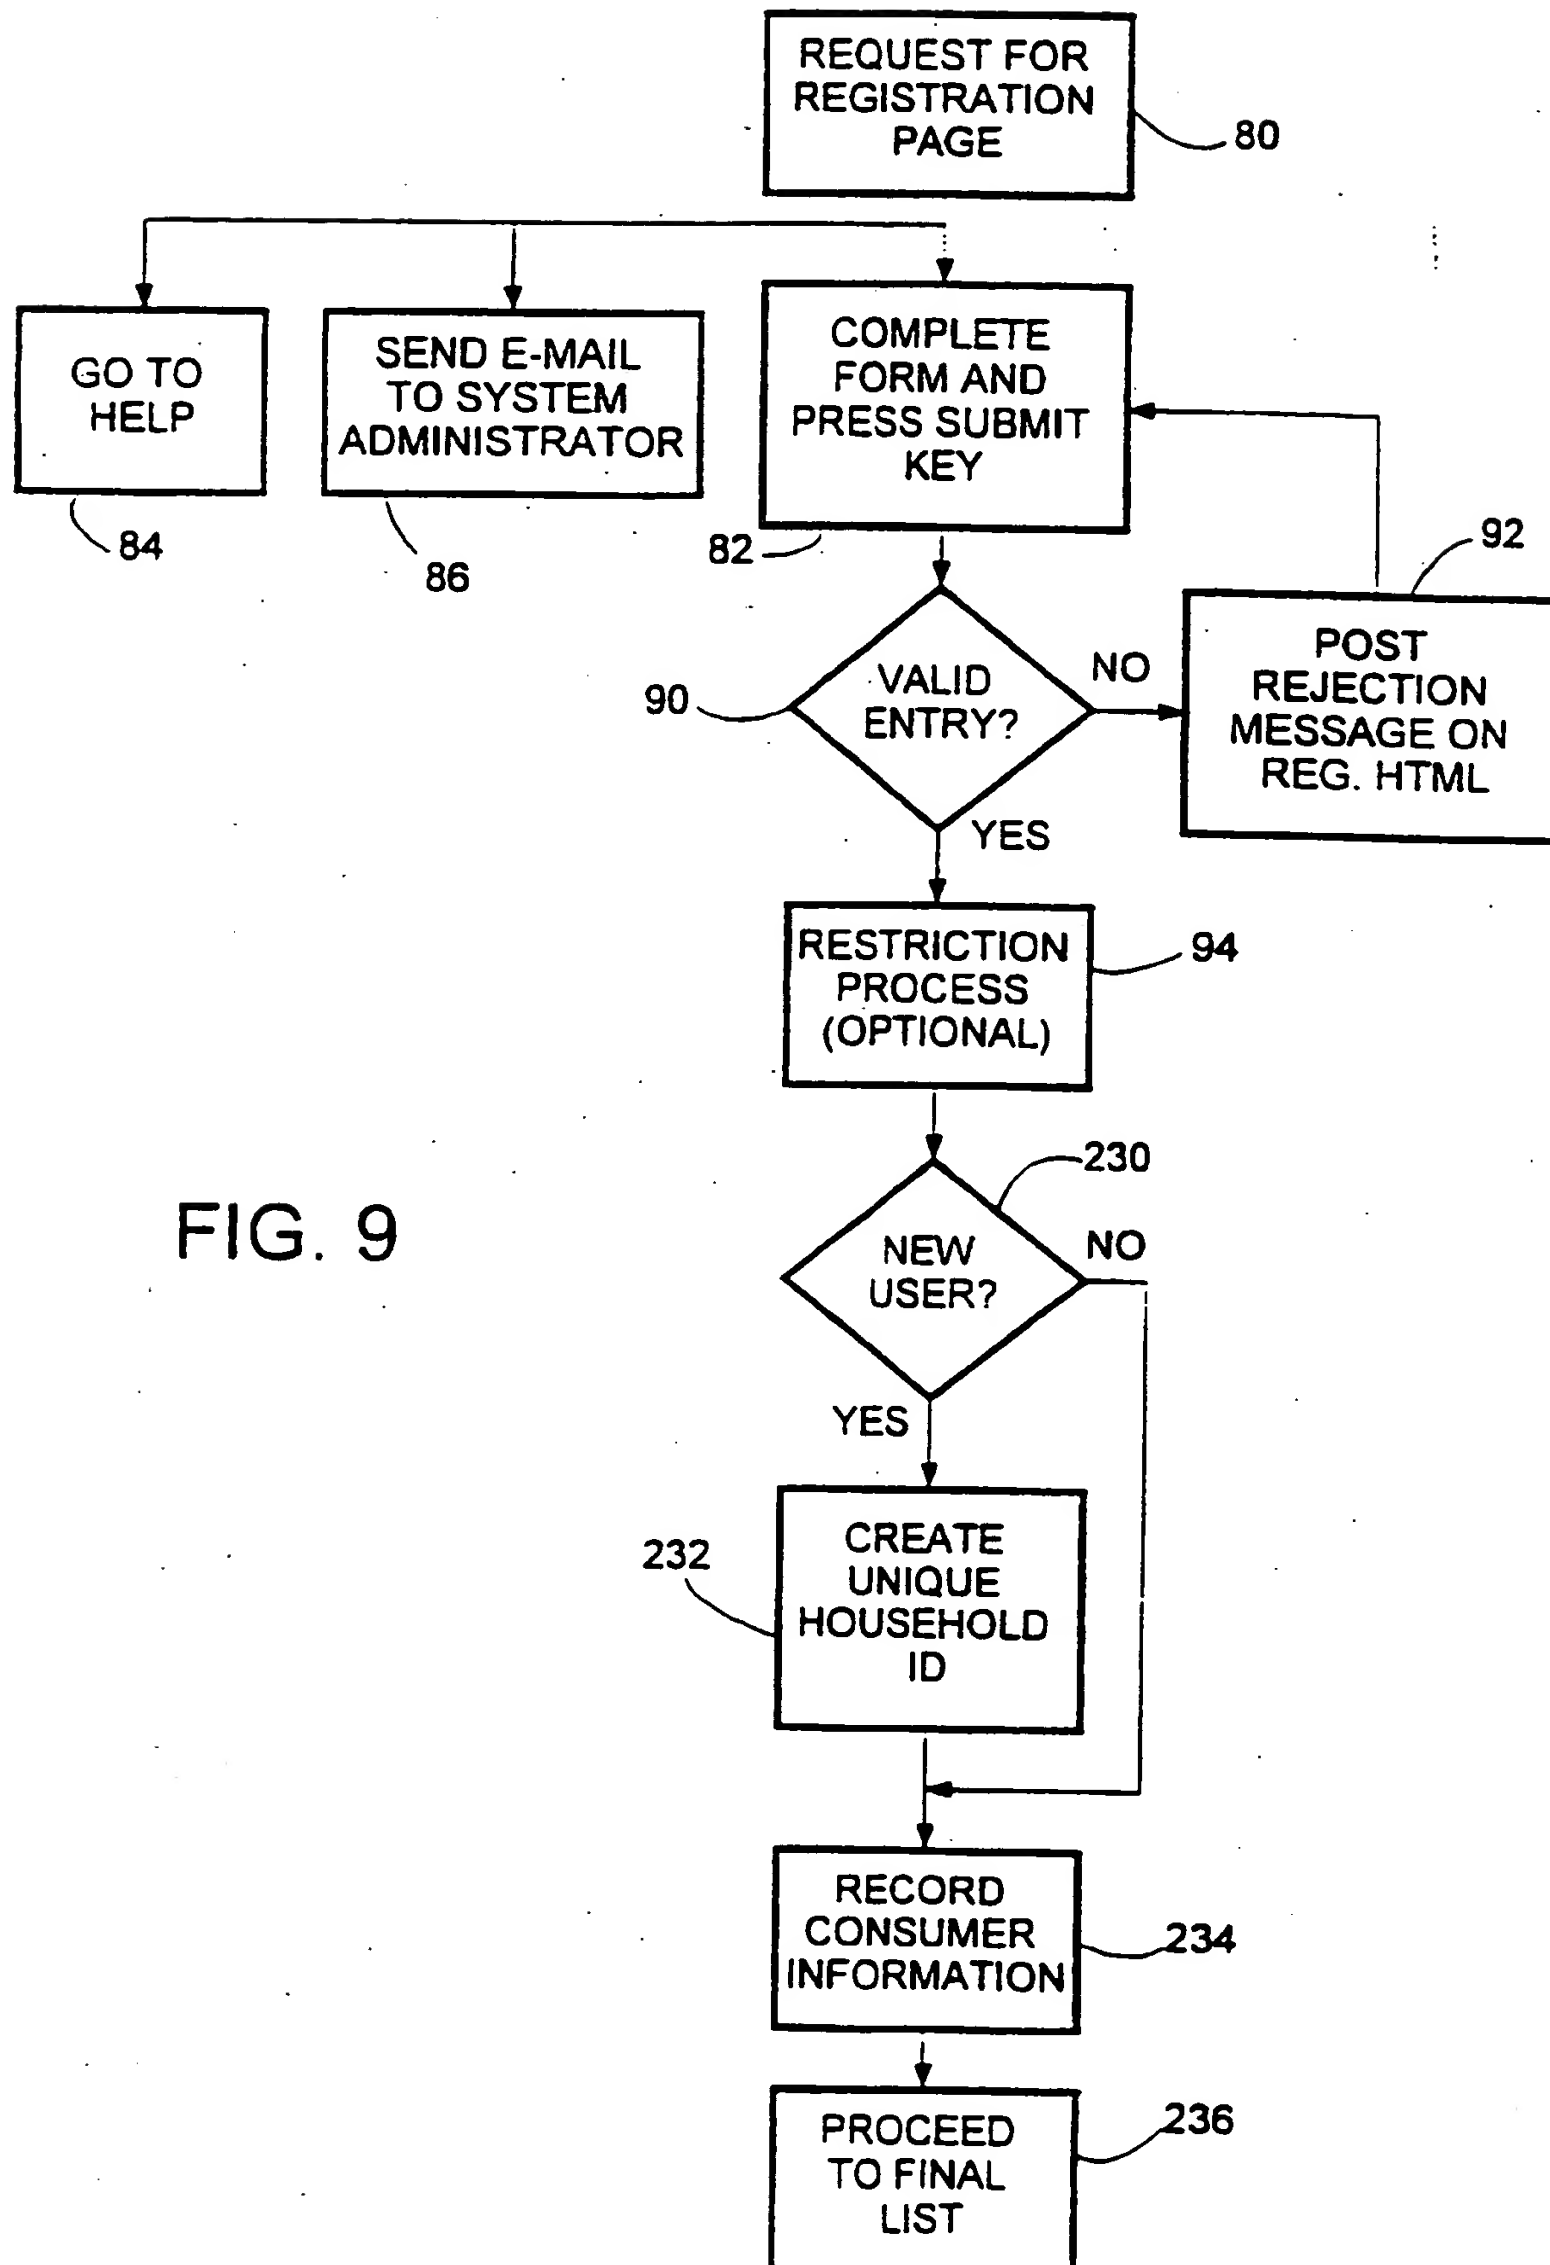 REQUEST FOR
REGISTRATION
PAGE
80
GO TO
HELP
84
SEND E-MAIL
TO SYSTEM
ADMINISTRATOR
86
COMPLETE
FORM AND
PRESS SUBMIT
KEY
82
92
POST
REJECTION
MESSAGE ON
REG. HTML
NO
VALID
ENTRY?
90
YES
RESTRICTION
PROCESS
(OPTIONAL)
94
230
NEW
USER?
NO
YES
FIG. 9
CREATE
UNIQUE
HOUSEHOLD
ID
232
RECORD
CONSUMER
INFORMATION
234
PROCEED
TO FINAL
LIST
236